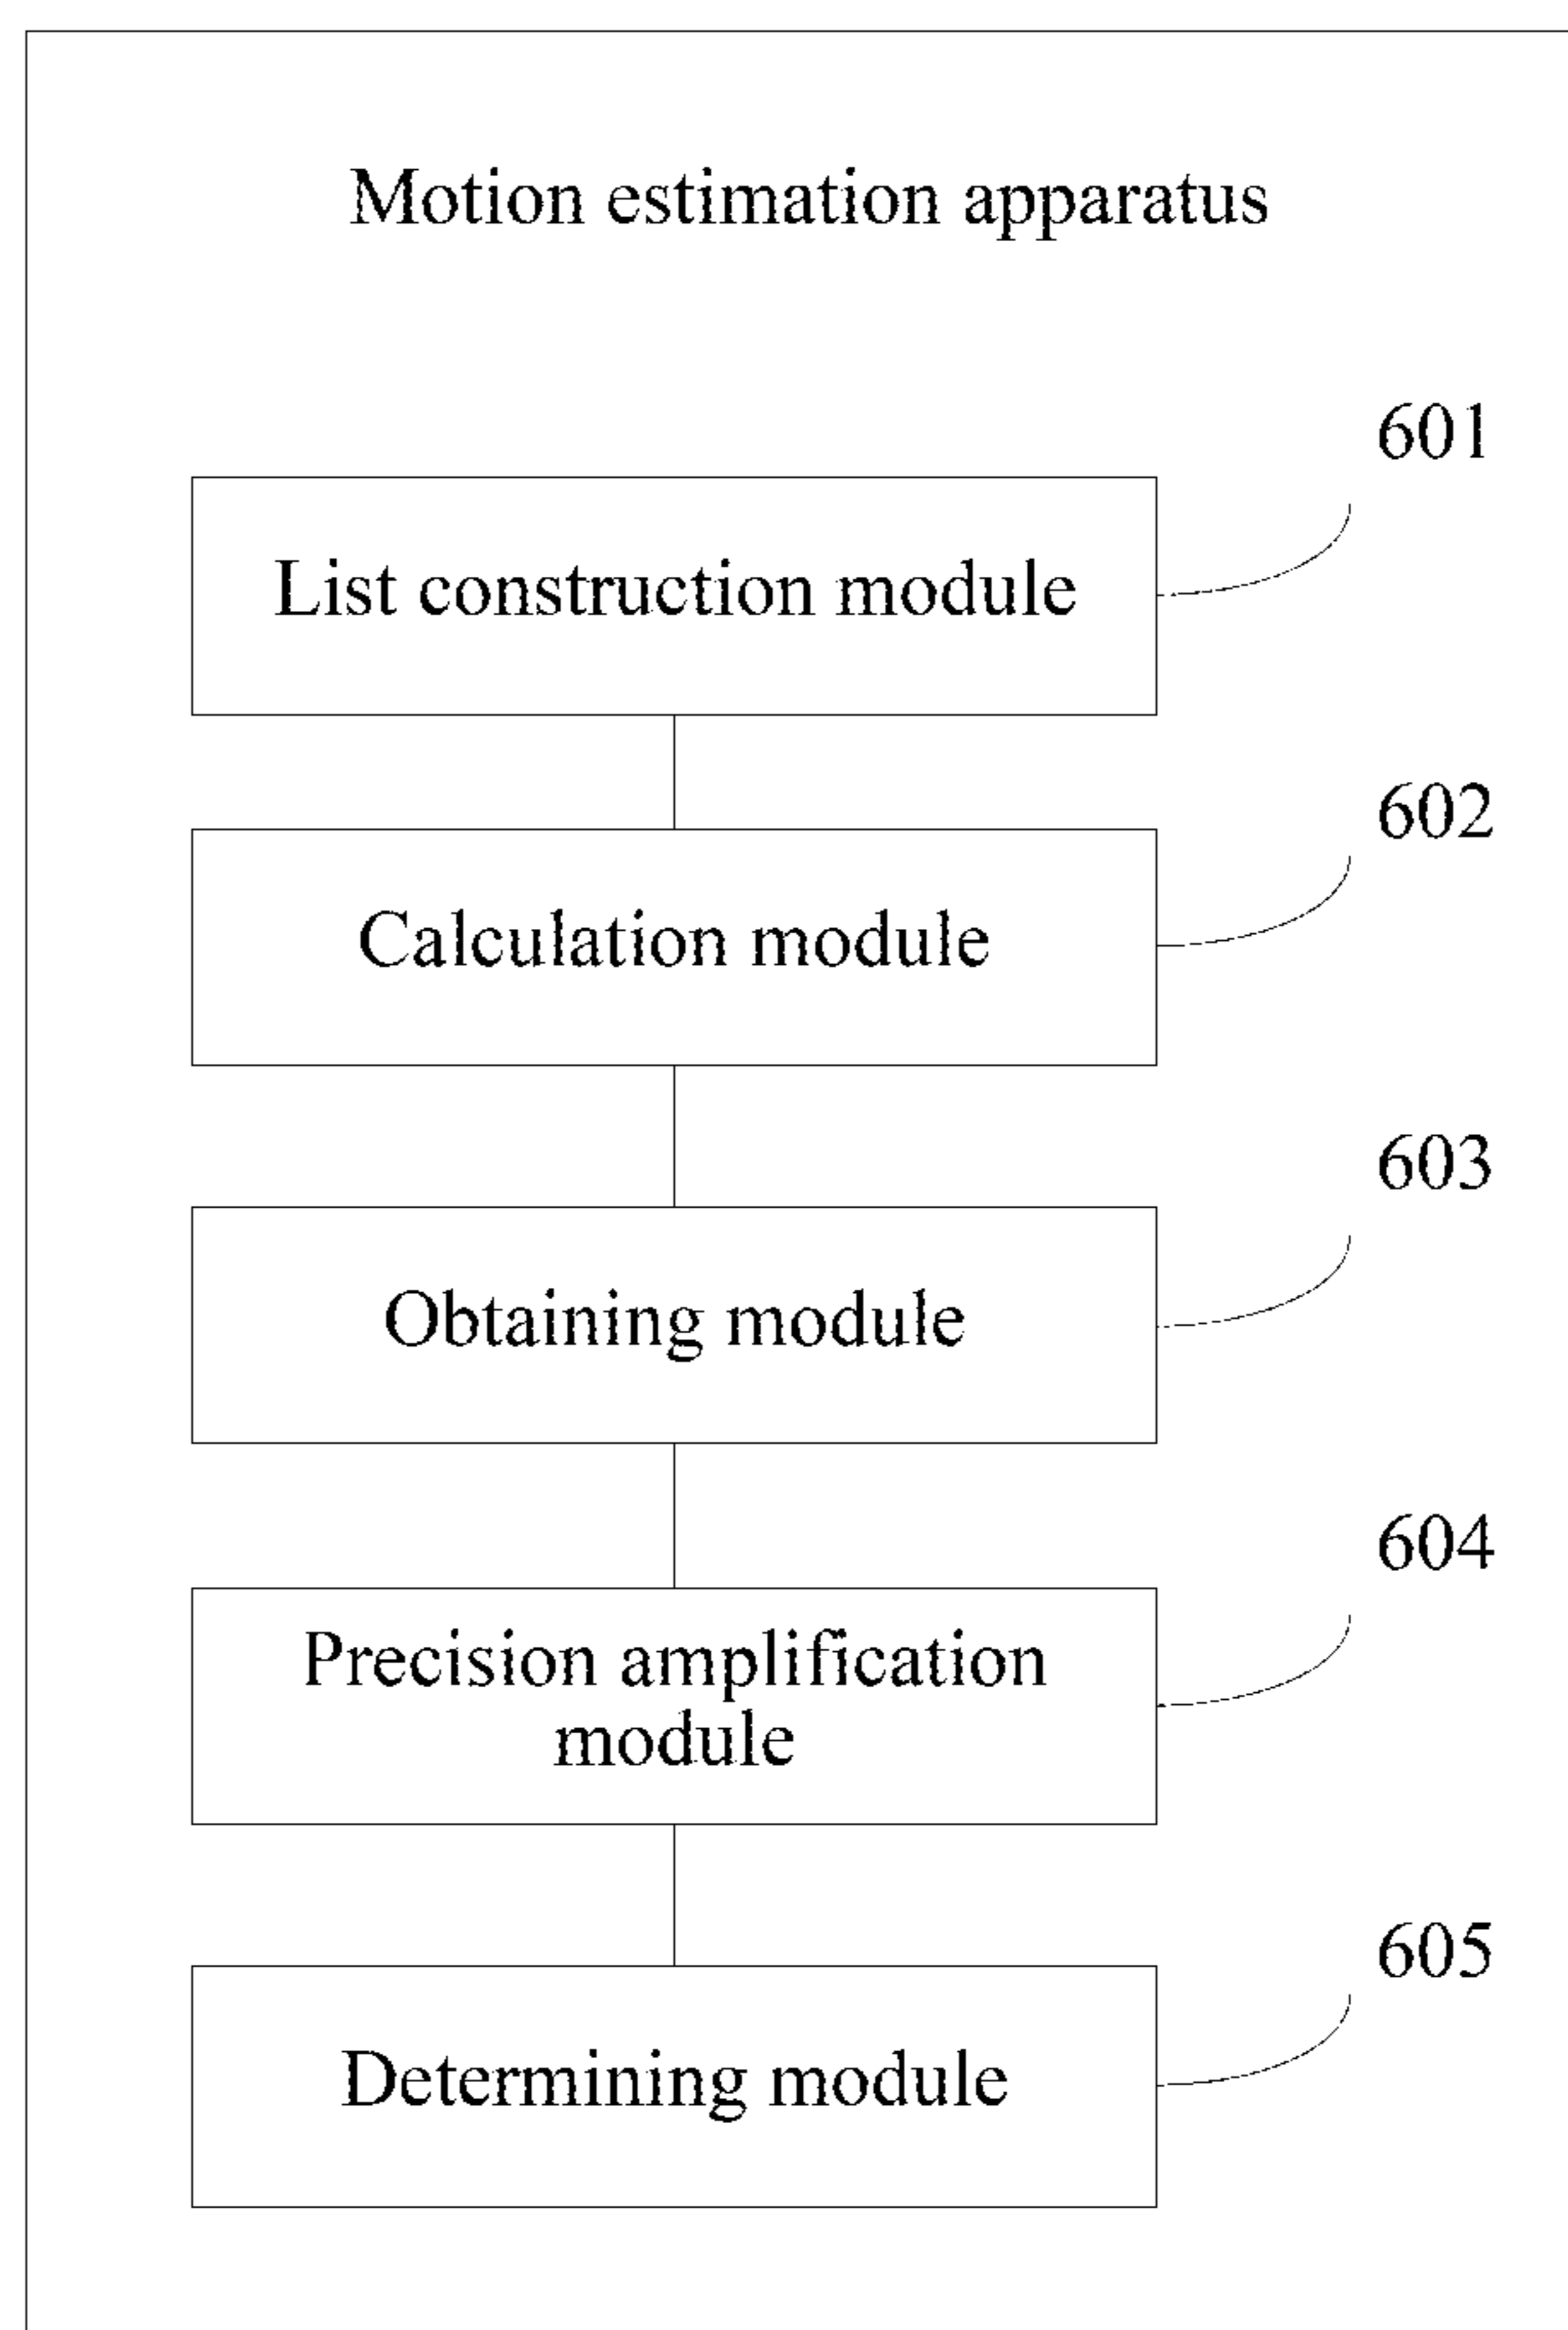 Motion estimation apparatus
601
List construction module
602
Calculation module
603
Obtaining module
604
Precision amplification
module
605
Determining module